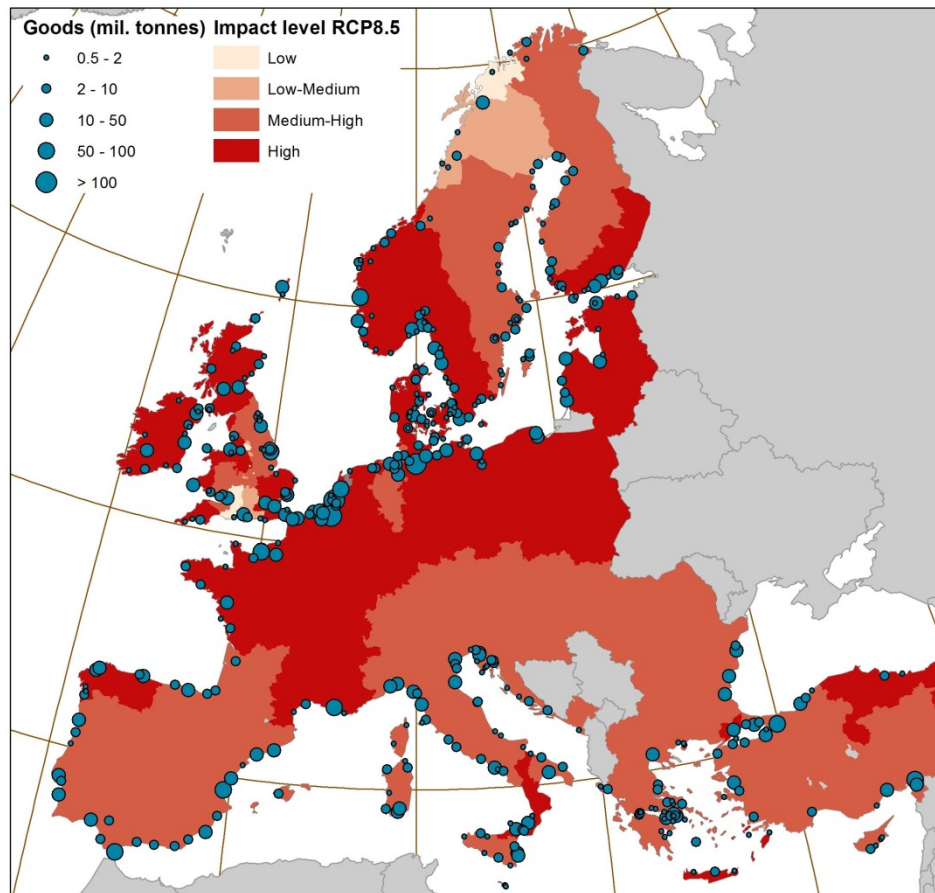 Goods (mil. tonnes)
0.5 - 2
2 - 10
10 - 50
50 - 100
> 100
Impact level RCP8.5
Low
Low-Medium
Medium-High
High